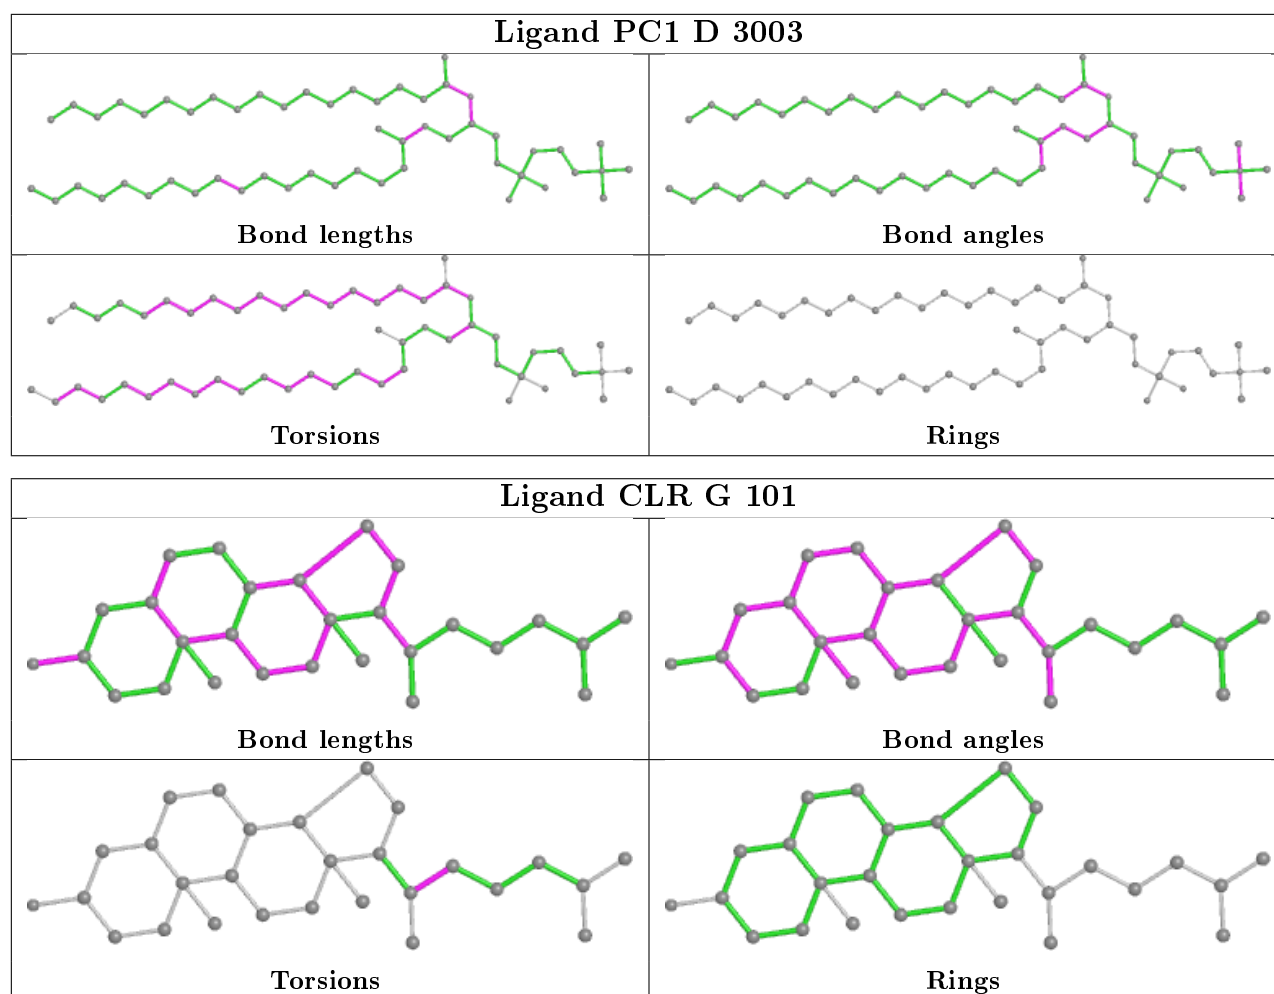 Ligand PC1 D 3003
Bond lengths
Bond angles
Torsions
Rings
Ligand CLR G 101
Bond lengths
Bond angles
Torsions
Rings